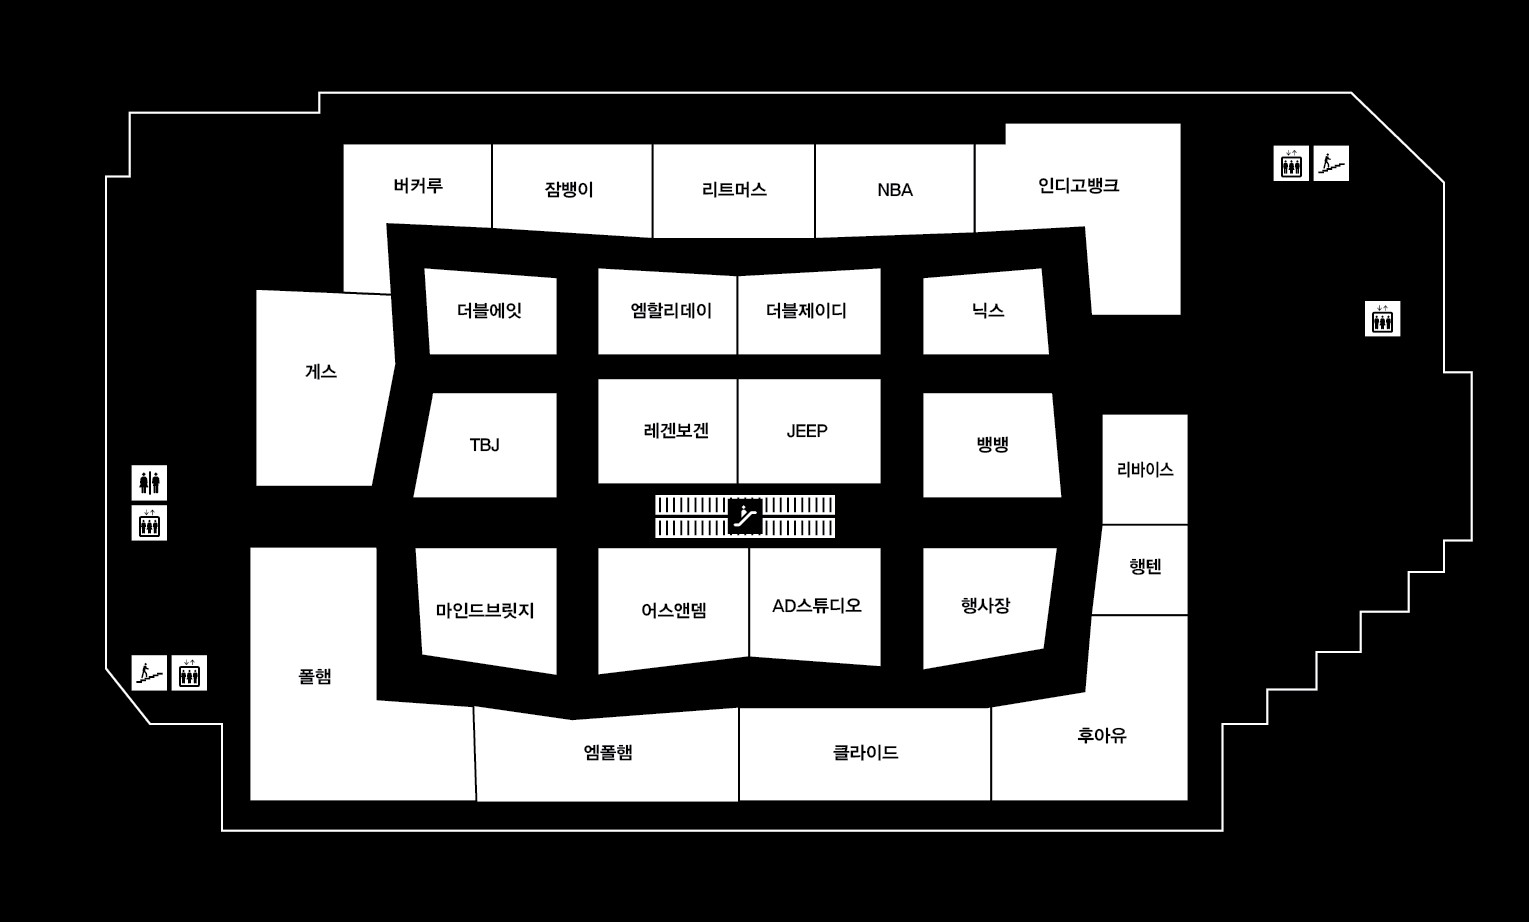 버커루
잠뱅이
리트머스
NBA
인디고뱅크
더블에잇
엠할리데이
더블제이디
닉스
게스
레겐보겐
JEEP
TBJ
뱅뱅
리바이스
행텐
마인드브릿지
어스앤뎀
AD스튜디오
행사장
폴햄
엠폴햄
클라이드
후아유